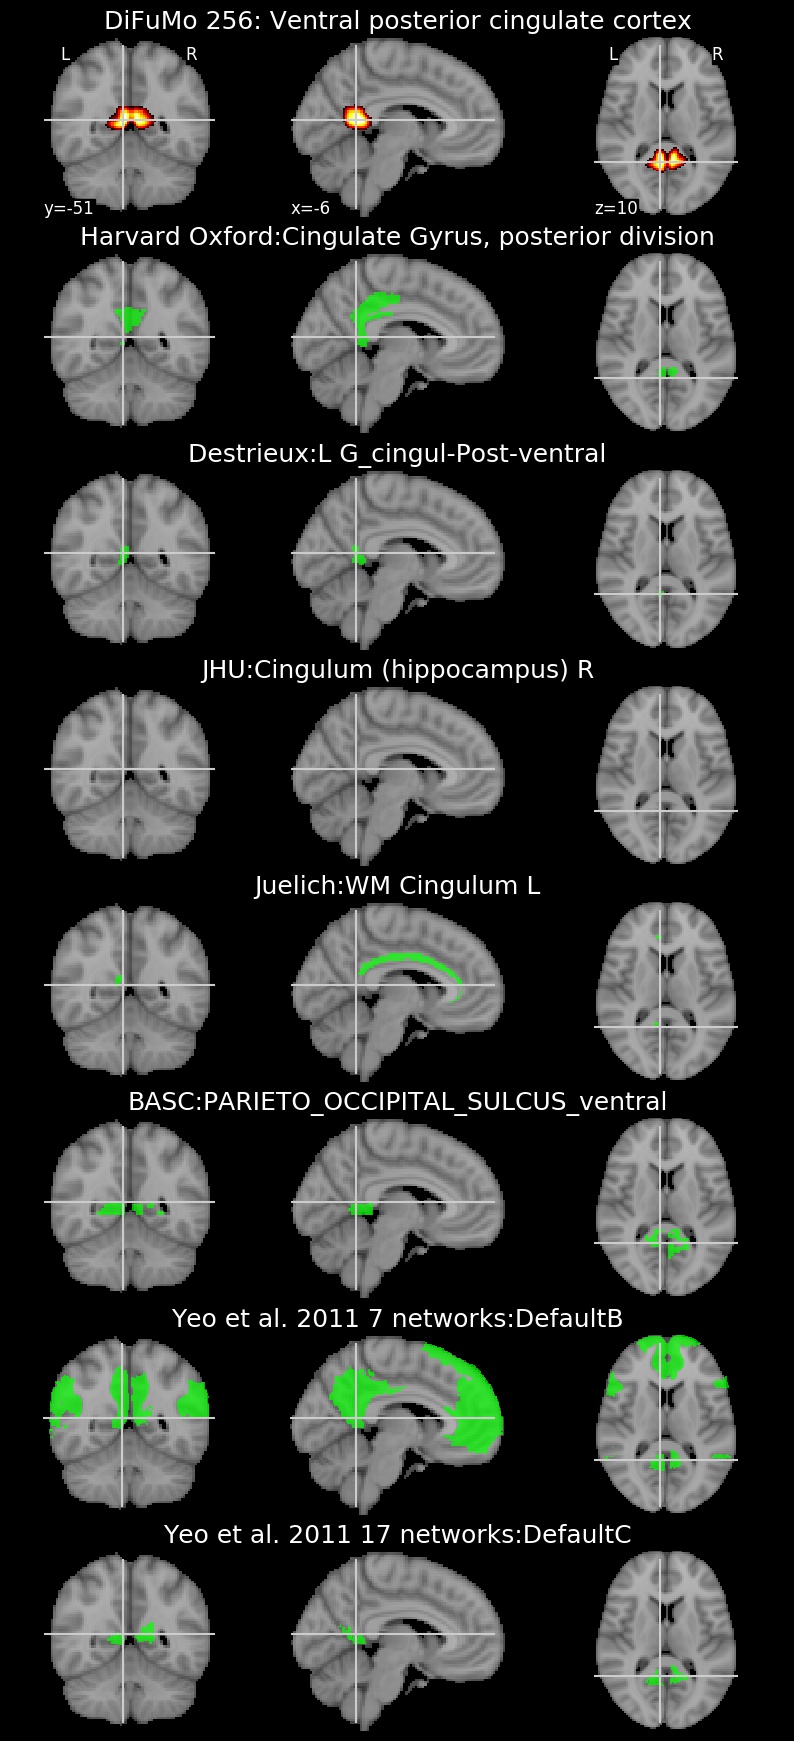 DiFuMo 256: Ventral posterior cingulate cortex
L R L R
y=-51 x=-6 z=10
Harvard Oxford:Cingulate Gyrus, posterior division
Destrieux:L G_cingul-Post-ventral
JHU:Cingulum (hippocampus) R
Juelich:WM Cingulum L
BASC:PARIETO_OCCIPITAL_SULCUS_ventral
Yeo et al. 2011 7 networks:DefaultB
Yeo et al. 2011 17 networks:DefaultC